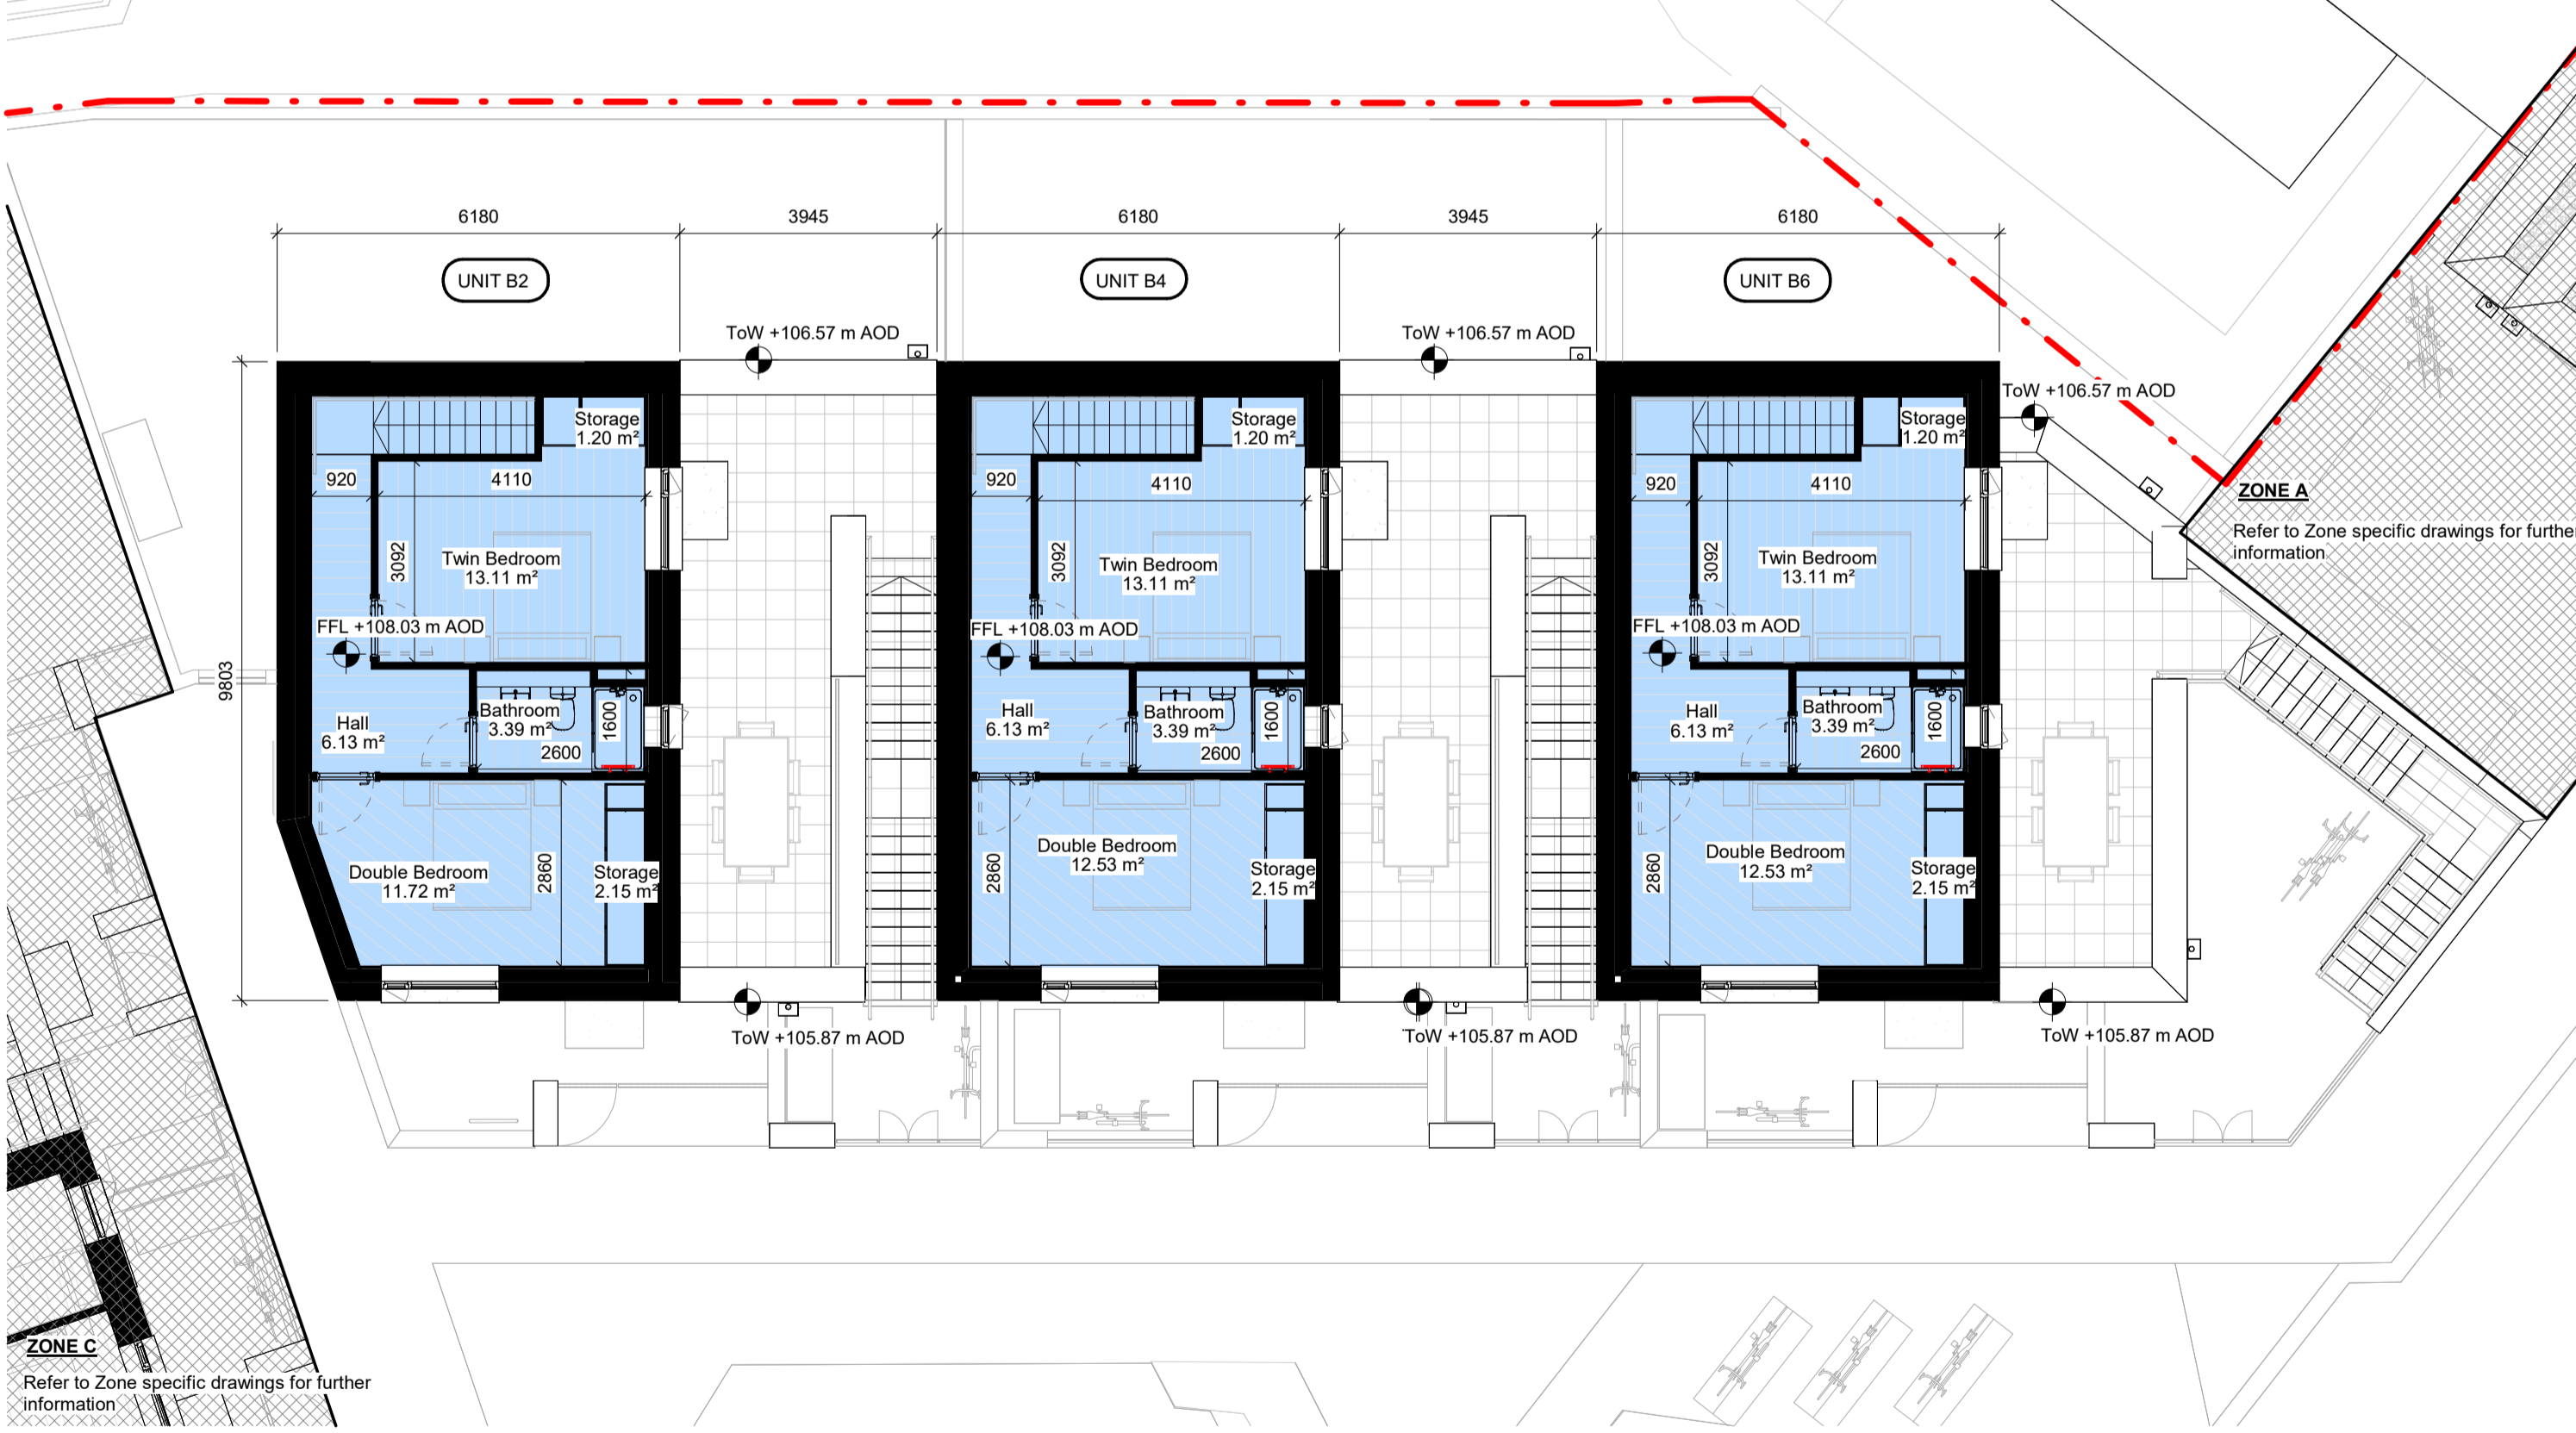 6180
3945
6180
3945
6180
UNIT B2
UNIT B4
UNIT B6
ToW +106.57 m AOD
ToW +106.57 m AOD
ToW +106.57 m AOD
Storage
1.20 m²
920
4110
3092
Twin Bedroom
13.11 m²
FFL +108.03 m AOD
9803
Hall
6.13 m²
Bathroom
3.39 m²
2600
1600
Double Bedroom
11.72 m²
2860
Storage
2.15 m²
Storage
1.20 m²
920
4110
3092
Twin Bedroom
13.11 m²
FFL +108.03 m AOD
Hall
6.13 m²
Bathroom
3.39 m²
2600
1600
Double Bedroom
12.53 m²
2860
Storage
2.15 m²
Storage
1.20 m²
920
4110
3092
Twin Bedroom
13.11 m²
FFL +108.03 m AOD
Hall
6.13 m²
Bathroom
3.39 m²
2600
1600
Double Bedroom
12.53 m²
2860
Storage
2.15 m²
ZONE A
Refer to Zone specific drawings for furthe
information
ToW +105.87 m AOD
ToW +105.87 m AOD
ToW +105.87 m AOD
ZONE C
Refer to Zone specific drawings for further
information